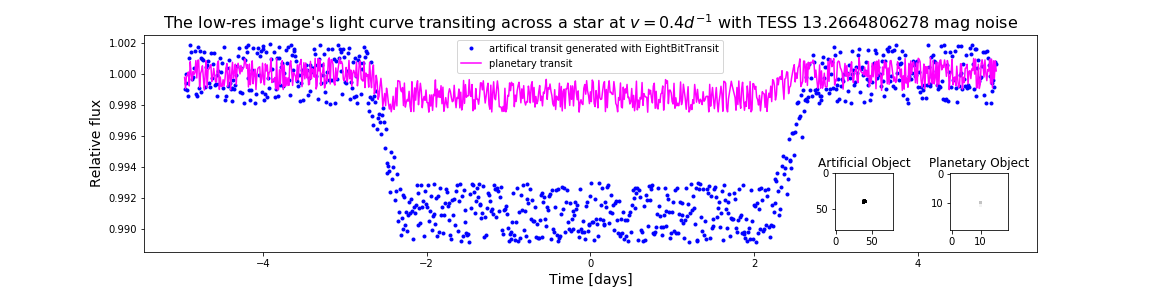 The low-res image's light curve transiting across a star at v = 0.4d⁻¹ with TESS 13.2664806278 mag noise
artifical transit generated with EightBitTransit
planetary transit
Relative flux
1.002
1.000
0.998
0.996
0.994
0.992
0.990
Artificial Object
Planetary Object
0
50
0
50
0
10
0
10
−4
−2
0
2
4
Time [days]